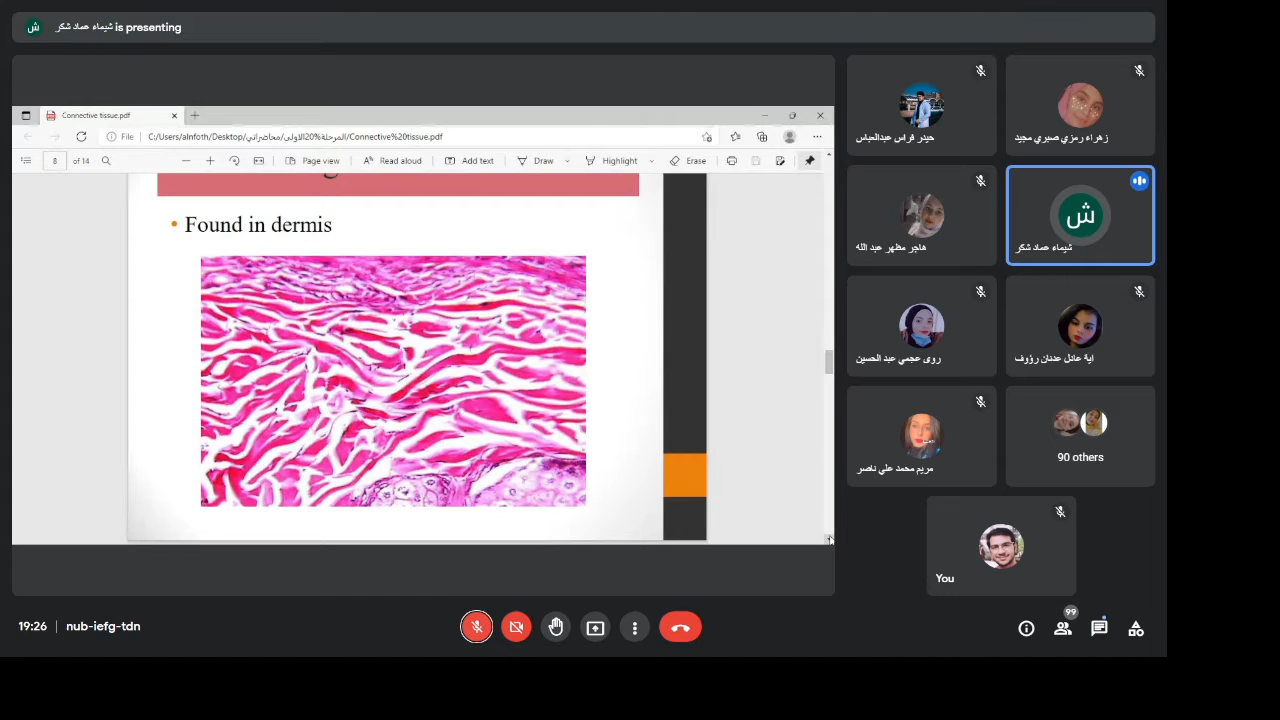 ش
شيماء حماد شكر is presenting
Connective tissue.pdf
File
C:/Users/alnfoth/Desktop/محاضراتي/المرحلة%20الاولى/Connective%20tissue.pdf
8 of 14
Page view
Read aloud
Add text
Draw
Highlight
Erase
Found in dermis
حيدر فراس عبدالعباس
زهراء رمزي صبري مجيد
هاجر مظهر عبد الله
ش
شيماء حماد شكر
روى عجمي عبد الحسين
اية عادل عدنان رؤوف
مريم محمد علي ناصر
90 others
You
19:26
nub-iefg-tdn
99